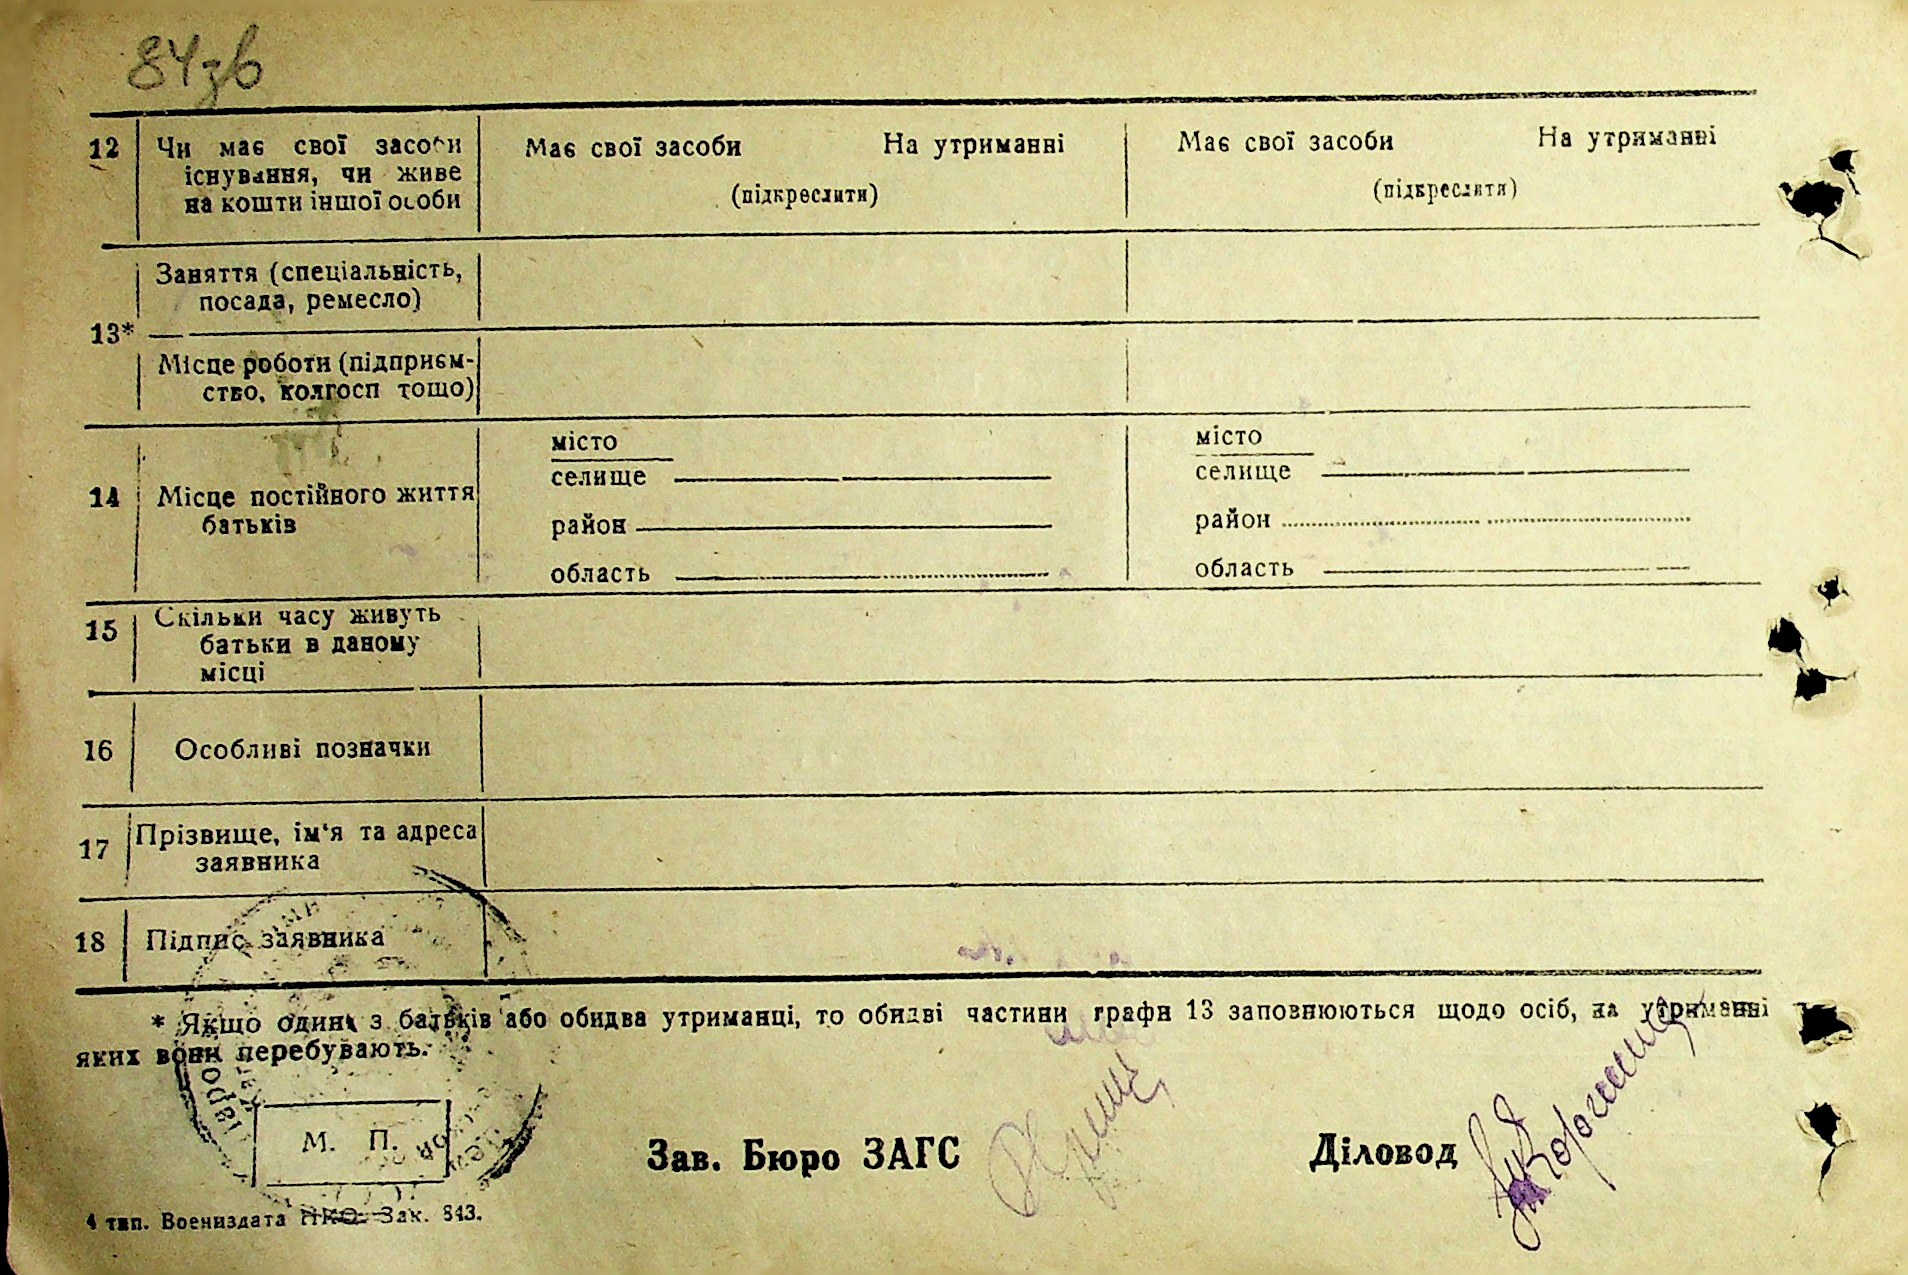 84зв
12 Чи має свої засоби Має свої засоби На утриманні Має свої засоби На утриманні
існування, чи живе (підкреслити) (підкреслити)
на кошти іншої особи
Заняття (спеціальність,
посада, ремесло)
13*
Місце роботи (підприєм-
ство, колгосп тощо)
місто місто
селище селище
14 Місце постійного життя район район
батьків
область область
15 Скільки часу живуть
батьки в даному
місці
16 Особливі позначки
17 Прізвище, ім‘я та адреса
заявника
18 Підпис заявника
* Якщо один з батьків або обидва утриманці, то обидві частини графи 13 заповнюються щодо осіб, на утриманні
яких вони перебувають.
М. П. Зав. Бюро ЗАГС Діловод
4 тип. Воениздата НКО. Зак. 843.